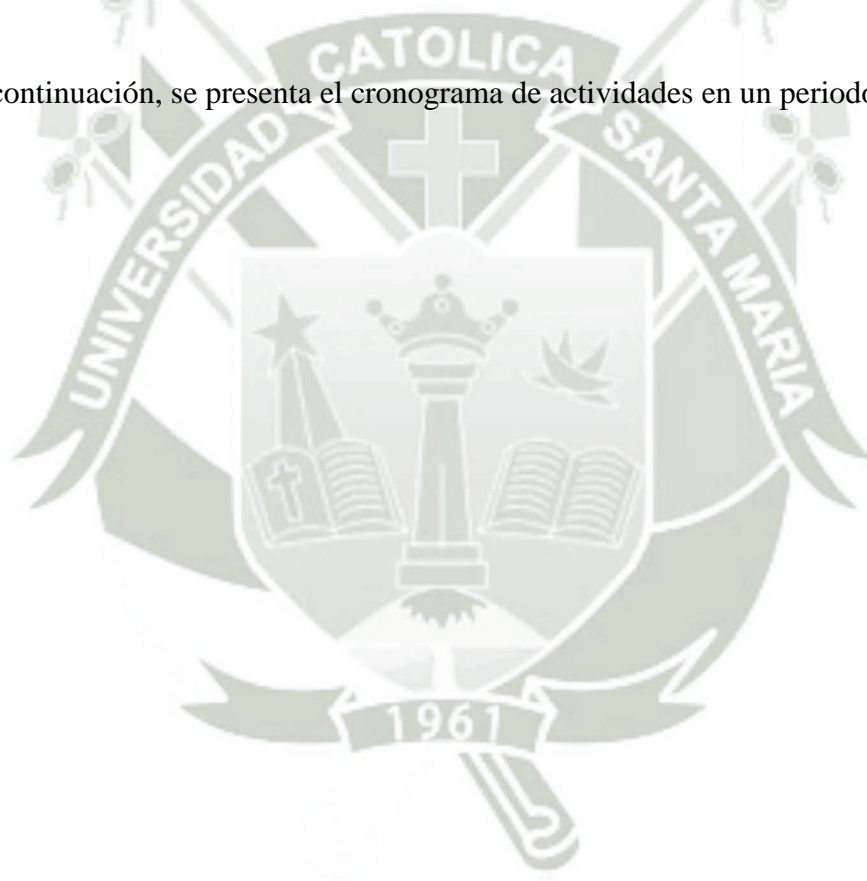 CATOLICA
continuación, se presenta el cronograma de actividades en un periodo
UNIVERSIDAD
SANTA MARIA
1961